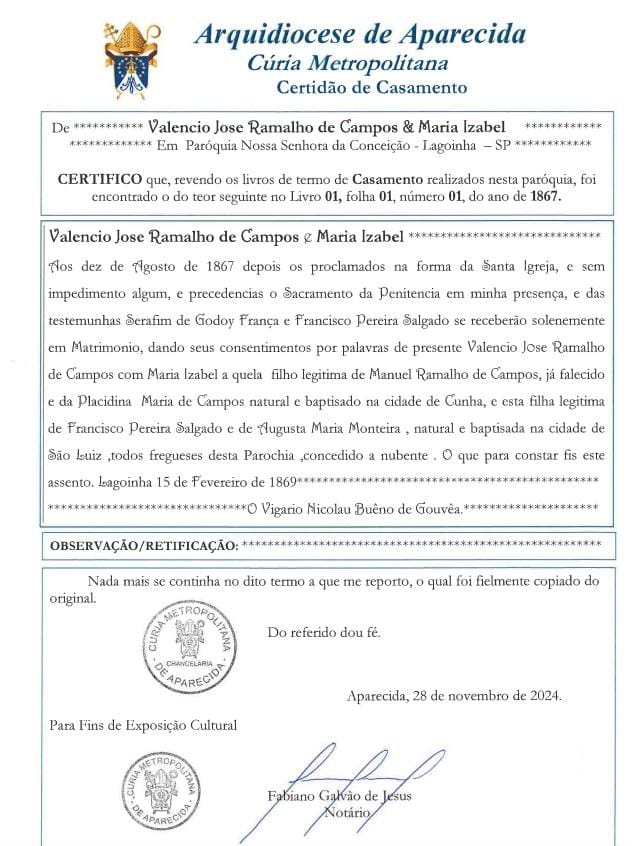 Arquidiocese de Aparecida
Cúria Metropolitana
Certidão de Casamento
De *********** Valencio Jose Ramalho de Campos & Maria Izabel ************
************* Em Paróquia Nossa Senhora da Conceição - Lagoinha – SP ************
CERTIFICO que, revendo os livros de termo de Casamento realizados nesta paróquia, foi
encontrado o do teor seguinte no Livro 01, folha 01, número 01, do ano de 1867.
Valencio Jose Ramalho de Campos & Maria Izabel ******************************
Aos dez de Agosto de 1867 depois os proclamados na forma da Santa Igreja, e sem
impedimento algum, e precedencias o Sacramento da Penitencia em minha presença, e das
testemunhas Serafim de Godoy França e Francisco Pereira Salgado se receberão solenemente
em Matrimonio, dando seus consentimentos por palavras de presente Valencio Jose Ramalho
de Campos com Maria Izabel a quela filho legitima de Manuel Ramalho de Campos, já falecido
e da Placidina Maria de Campos natural e baptisado na cidade de Cunha, e esta filha legitima
de Francisco Pereira Salgado e de Augusta Maria Monteira , natural e baptisada na cidade de
São Luiz ,todos fregueses desta Parochia ,concedido a nubente . O que para constar fis este
assento. Lagoinha 15 de Fevereiro de 1869***********************************************
*******************************O Vigario Nicolau Buêno de Gouvêa.*********************
OBSERVAÇÃO/RETIFICAÇÃO: ********************************************************
Nada mais se continha no dito termo a que me reporto, o qual foi fielmente copiado do
original.
CURIA METROPOLITANA
CHANCELARIA
DE APARECIDA
Do referido dou fé.
Aparecida, 28 de novembro de 2024.
Para Fins de Exposição Cultural
CURIA METROPOLITANA
DE APARECIDA
Fabiano Galvão de Jesus
Notário